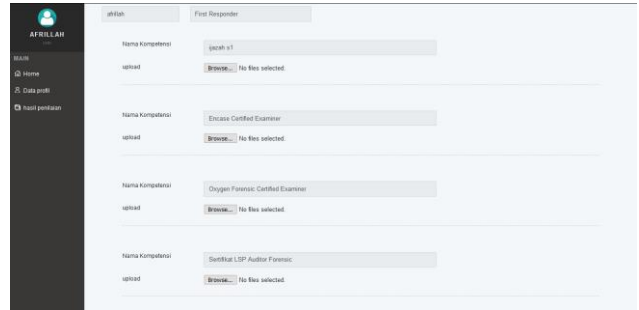 AFRILLAH
MAIN
Home
Data profil
hasil penilaian
afrillah
First Responder
Nama Kompetensi
ijazah s1
upload
Browse... No files selected.
Nama Kompetensi
Encase Certified Examiner
upload
Browse... No files selected.
Nama Kompetensi
Oxygen Forensic Certified Examiner
upload
Browse... No files selected.
Nama Kompetensi
Sertifikat LSP Auditor Forensic
upload
Browse... No files selected.